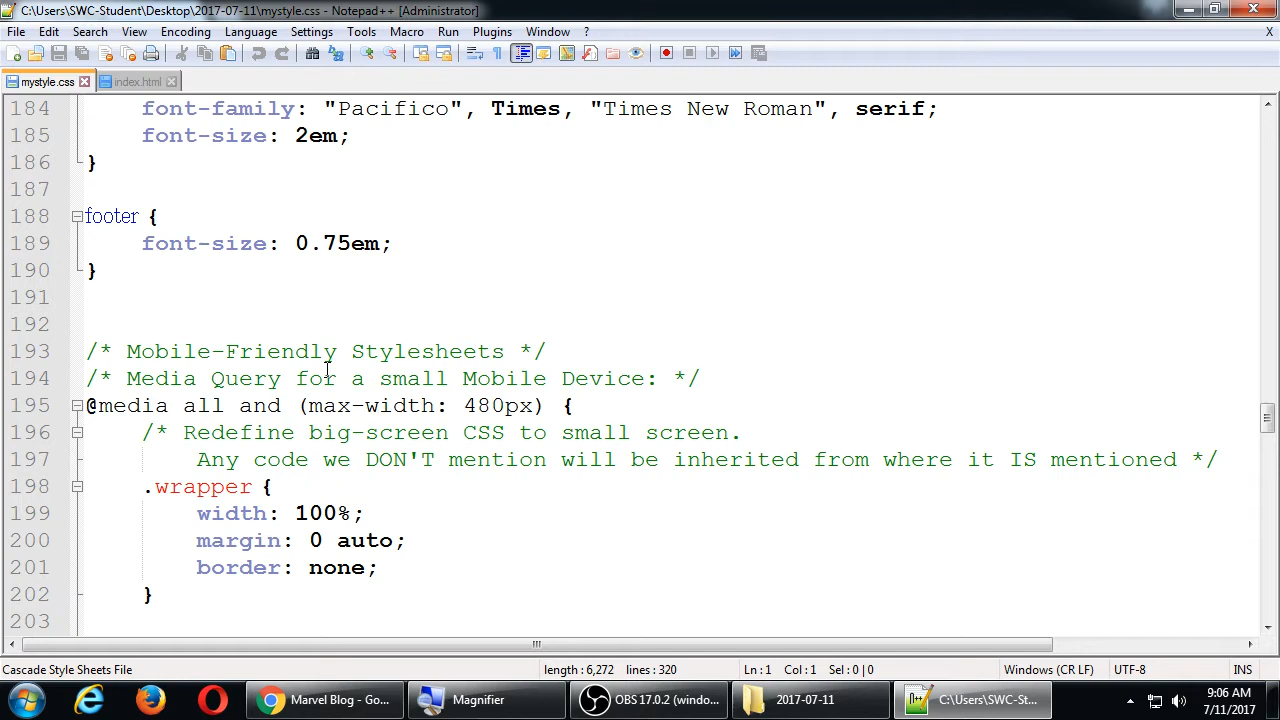 C:\Users\SWC-Student\Desktop\2017-07-11\mystyle.css - Notepad++ [Administrator]
File Edit Search View Encoding Language Settings Tools Macro Run Plugins Window ? X
mystyle.css index.html
184 font-family: "Pacifico", Times, "Times New Roman", serif;
185 font-size: 2em;
186 }
187
188 footer {
189 font-size: 0.75em;
190 }
191
192
193 /* Mobile-Friendly Stylesheets */
194 /* Media Query for a small Mobile Device: */
195 @media all and (max-width: 480px) {
196 /* Redefine big-screen CSS to small screen.
197 Any code we DON'T mention will be inherited from where it IS mentioned */
198 .wrapper {
199 width: 100%;
200 margin: 0 auto;
201 border: none;
202 }
203
Cascade Style Sheets File length : 6,272 lines : 320 Ln : 1 Col : 1 Sel : 0 | 0 Windows (CR LF) UTF-8 INS
Marvel Blog - Go... Magnifier OBS 17.0.2 (windo... 2017-07-11 C:\Users\SWC-St... 9:06 AM
7/11/2017